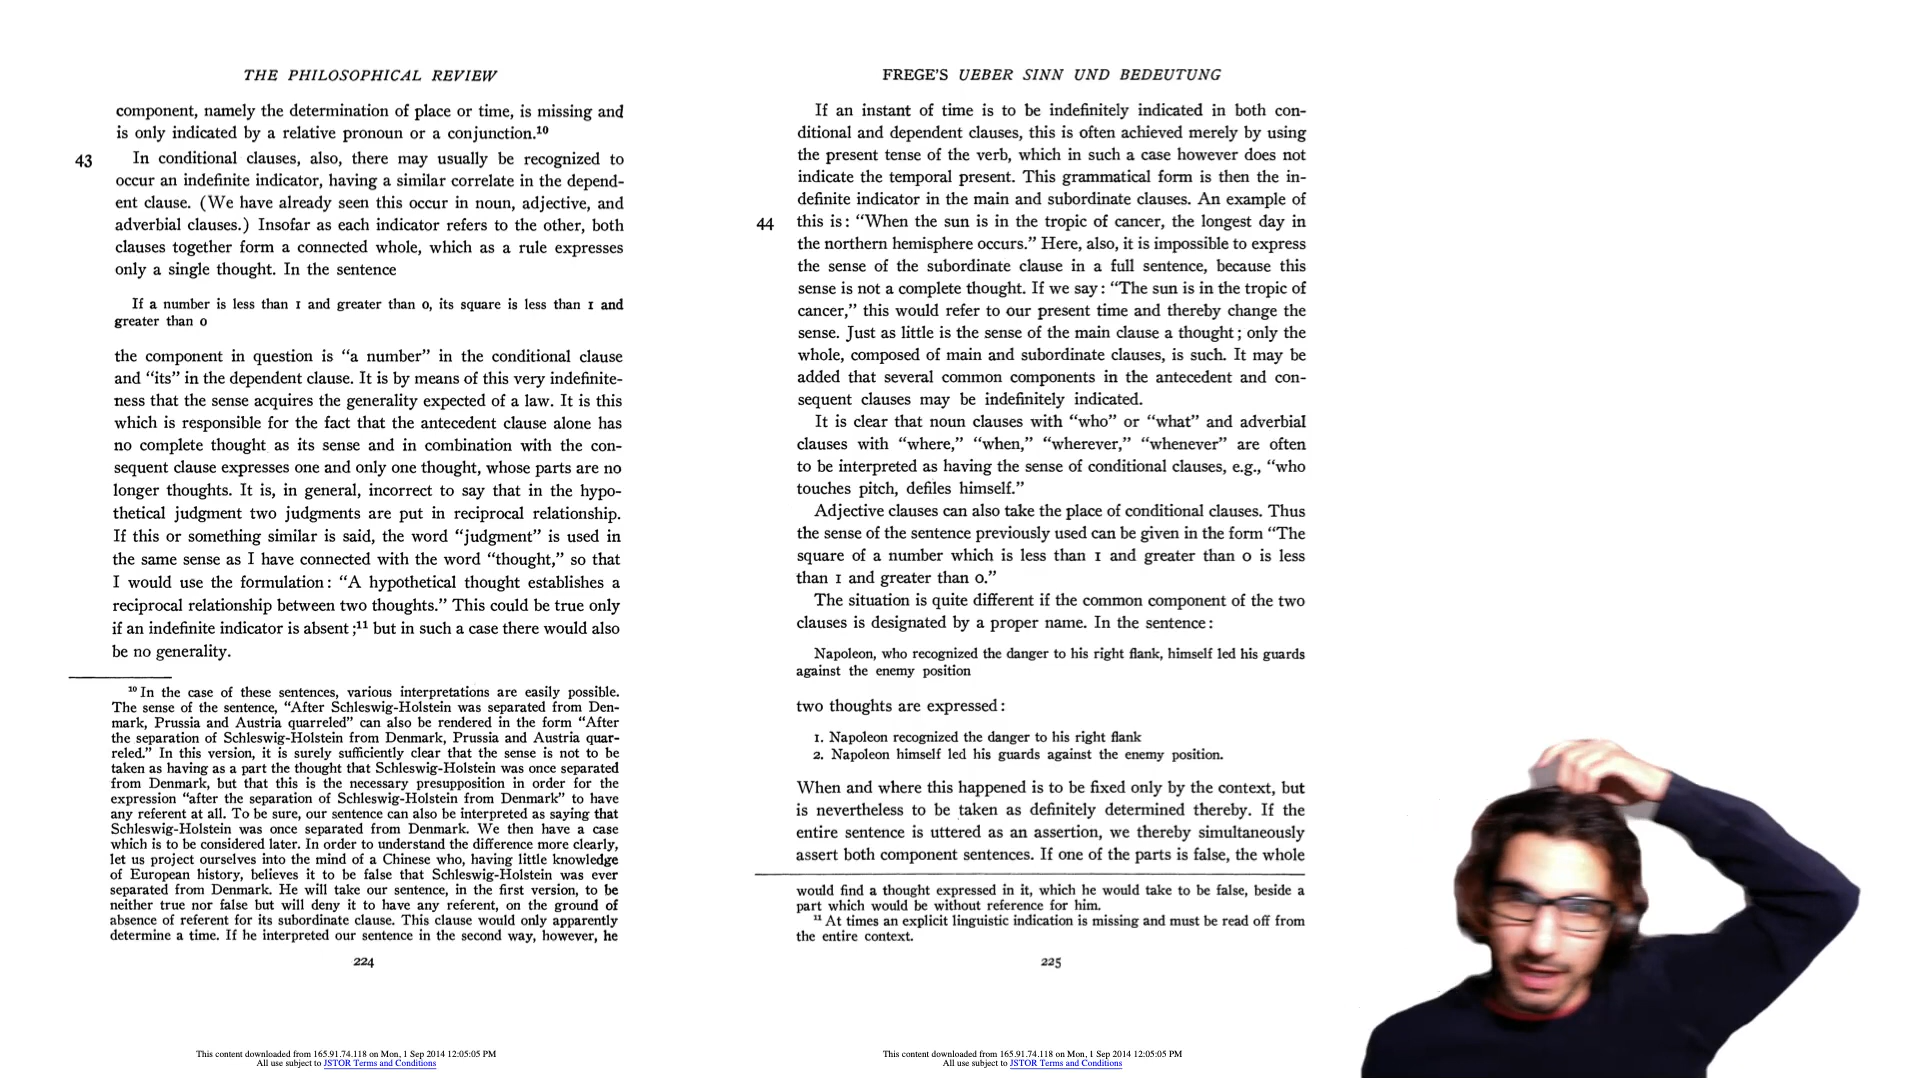 THE PHILOSOPHICAL REVIEW
component, namely the determination of place or time, is missing and
is only indicated by a relative pronoun or a conjunction.¹⁰
43
In conditional clauses, also, there may usually be recognized to
occur an indefinite indicator, having a similar correlate in the depend-
ent clause. (We have already seen this occur in noun, adjective, and
adverbial clauses.) Insofar as each indicator refers to the other, both
clauses together form a connected whole, which as a rule expresses
only a single thought. In the sentence
If a number is less than 1 and greater than 0, its square is less than 1 and
greater than 0
the component in question is “a number” in the conditional clause
and “its” in the dependent clause. It is by means of this very indefinite-
ness that the sense acquires the generality expected of a law. It is this
which is responsible for the fact that the antecedent clause alone has
no complete thought as its sense and in combination with the con-
sequent clause expresses one and only one thought, whose parts are no
longer thoughts. It is, in general, incorrect to say that in the hypo-
thetical judgment two judgments are put in reciprocal relationship.
If this or something similar is said, the word “judgment” is used in
the same sense as I have connected with the word “thought,” so that
I would use the formulation: “A hypothetical thought establishes a
reciprocal relationship between two thoughts.” This could be true only
if an indefinite indicator is absent;¹¹ but in such a case there would also
be no generality.
¹⁰ In the case of these sentences, various interpretations are easily possible.
The sense of the sentence, “After Schleswig-Holstein was separated from Den-
mark, Prussia and Austria quarreled” can also be rendered in the form “After
the separation of Schleswig-Holstein from Denmark, Prussia and Austria quar-
reled.” In this version, it is surely sufficiently clear that the sense is not to be
taken as having as a part the thought that Schleswig-Holstein was once separated
from Denmark, but that this is the necessary presupposition in order for the
expression “after the separation of Schleswig-Holstein from Denmark” to have
any referent at all. To be sure, our sentence can also be interpreted as saying that
Schleswig-Holstein was once separated from Denmark. We then have a case
which is to be considered later. In order to understand the difference more clearly,
let us project ourselves into the mind of a Chinese who, having little knowledge
of European history, believes it to be false that Schleswig-Holstein was ever
separated from Denmark. He will take our sentence, in the first version, to be
neither true nor false but will deny it to have any referent, on the ground of
absence of referent for its subordinate clause. This clause would only apparently
determine a time. If he interpreted our sentence in the second way, however, he
224
This content downloaded from 165.91.74.118 on Mon, 1 Sep 2014 12:05:05 PM
All use subject to JSTOR Terms and Conditions
FREGE'S UEBER SINN UND BEDEUTUNG
If an instant of time is to be indefinitely indicated in both con-
ditional and dependent clauses, this is often achieved merely by using
the present tense of the verb, which in such a case however does not
indicate the temporal present. This grammatical form is then the in-
definite indicator in the main and subordinate clauses. An example of
44
this is: “When the sun is in the tropic of cancer, the longest day in
the northern hemisphere occurs.” Here, also, it is impossible to express
the sense of the subordinate clause in a full sentence, because this
sense is not a complete thought. If we say: “The sun is in the tropic of
cancer,” this would refer to our present time and thereby change the
sense. Just as little is the sense of the main clause a thought; only the
whole, composed of main and subordinate clauses, is such. It may be
added that several common components in the antecedent and con-
sequent clauses may be indefinitely indicated.
It is clear that noun clauses with “who” or “what” and adverbial
clauses with “where,” “when,” “wherever,” “whenever” are often
to be interpreted as having the sense of conditional clauses, e.g., “who
touches pitch, defiles himself.”
Adjective clauses can also take the place of conditional clauses. Thus
the sense of the sentence previously used can be given in the form “The
square of a number which is less than 1 and greater than 0 is less
than 1 and greater than 0.”
The situation is quite different if the common component of the two
clauses is designated by a proper name. In the sentence:
Napoleon, who recognized the danger to his right flank, himself led his guards
against the enemy position
two thoughts are expressed:
1. Napoleon recognized the danger to his right flank
2. Napoleon himself led his guards against the enemy position.
When and where this happened is to be fixed only by the context, but
is nevertheless to be taken as definitely determined thereby. If the
entire sentence is uttered as an assertion, we thereby simultaneously
assert both component sentences. If one of the parts is false, the whole
would find a thought expressed in it, which he would take to be false, beside a
part which would be without reference for him.
¹¹ At times an explicit linguistic indication is missing and must be read off from
the entire context.
225
This content downloaded from 165.91.74.118 on Mon, 1 Sep 2014 12:05:05 PM
All use subject to JSTOR Terms and Conditions